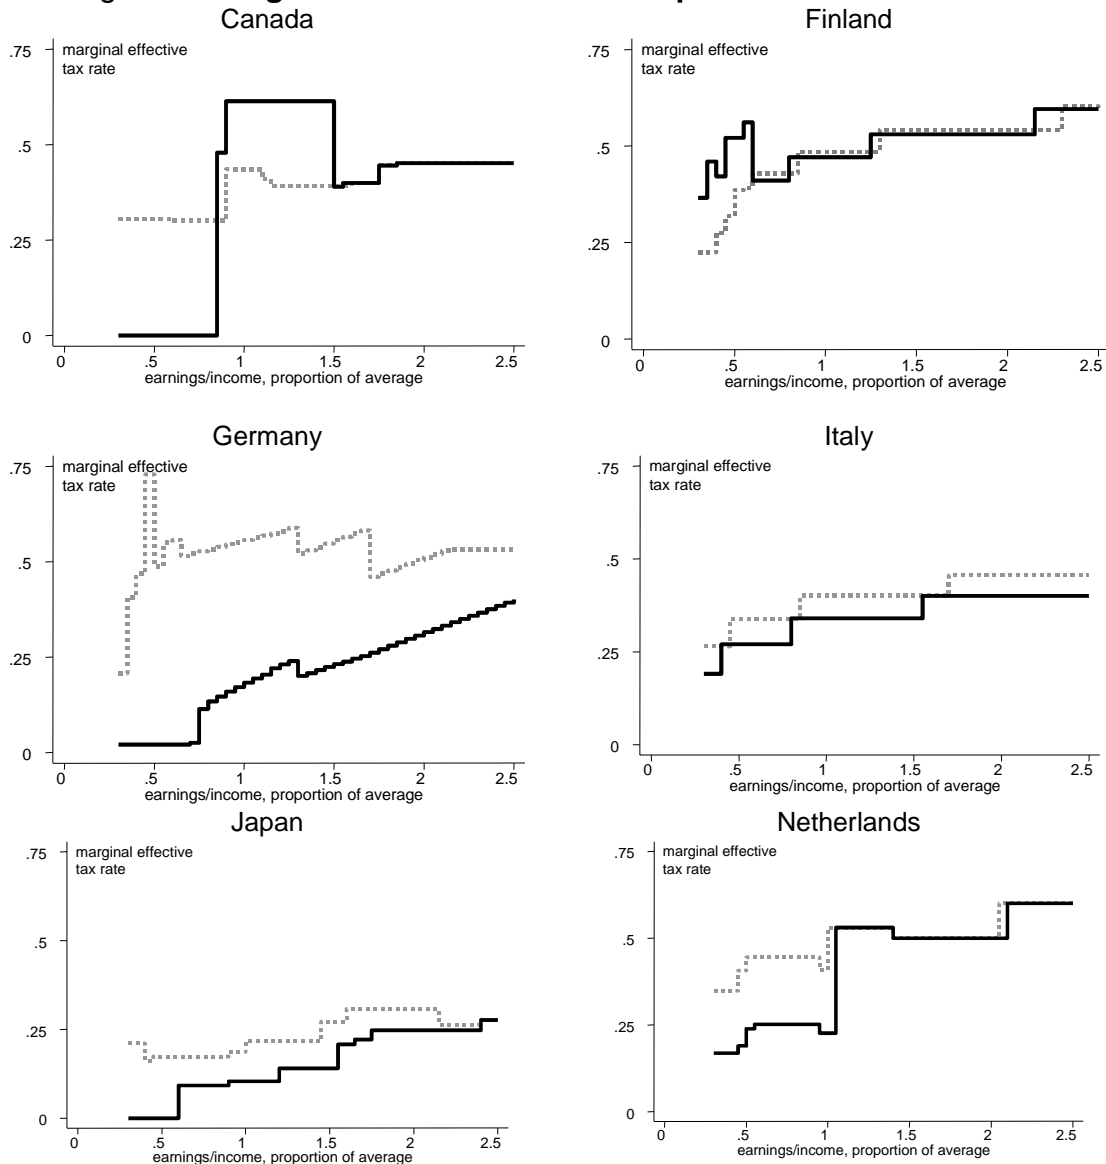 Canada
.75
marginal effective
tax rate
.5
.25
0
0 .5 1 1.5 2 2.5
earnings/income, proportion of average
Finland
.75
marginal effective
tax rate
.5
.25
0
0 .5 1 1.5 2 2.5
earnings/income, proportion of average
Germany
.75
marginal effective
tax rate
.5
.25
0
0 .5 1 1.5 2 2.5
earnings/income, proportion of average
Italy
.75
marginal effective
tax rate
.5
.25
0
0 .5 1 1.5 2 2.5
earnings/income, proportion of average
Japan
.75
marginal effective
tax rate
.5
.25
0
0 .5 1 1.5 2 2.5
earnings/income, proportion of average
Netherlands
.75
marginal effective
tax rate
.5
.25
0
0 .5 1 1.5 2 2.5
earnings/income, proportion of average